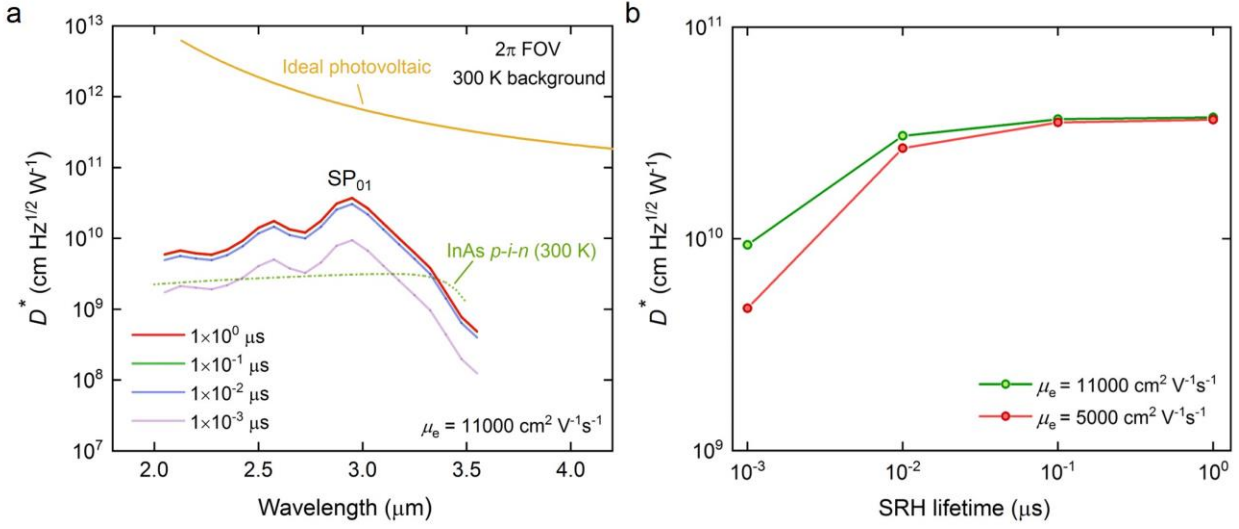 a
D* (cm Hz^1/2 W^-1)
10^13
10^12
10^11
10^10
10^9
10^8
10^7
2π FOV
300 K background
Ideal photovoltaic
SP_01
InAs p-i-n (300 K)
1×10^0 μs
1×10^-1 μs
1×10^-2 μs
1×10^-3 μs
μ_e = 11000 cm^2 V^-1s^-1
2.0 2.5 3.0 3.5 4.0
Wavelength (μm)
b
D* (cm Hz^1/2 W^-1)
10^11
10^10
10^9
μ_e = 11000 cm^2 V^-1s^-1
μ_e = 5000 cm^2 V^-1s^-1
10^-3 10^-2 10^-1 10^0
SRH lifetime (μs)